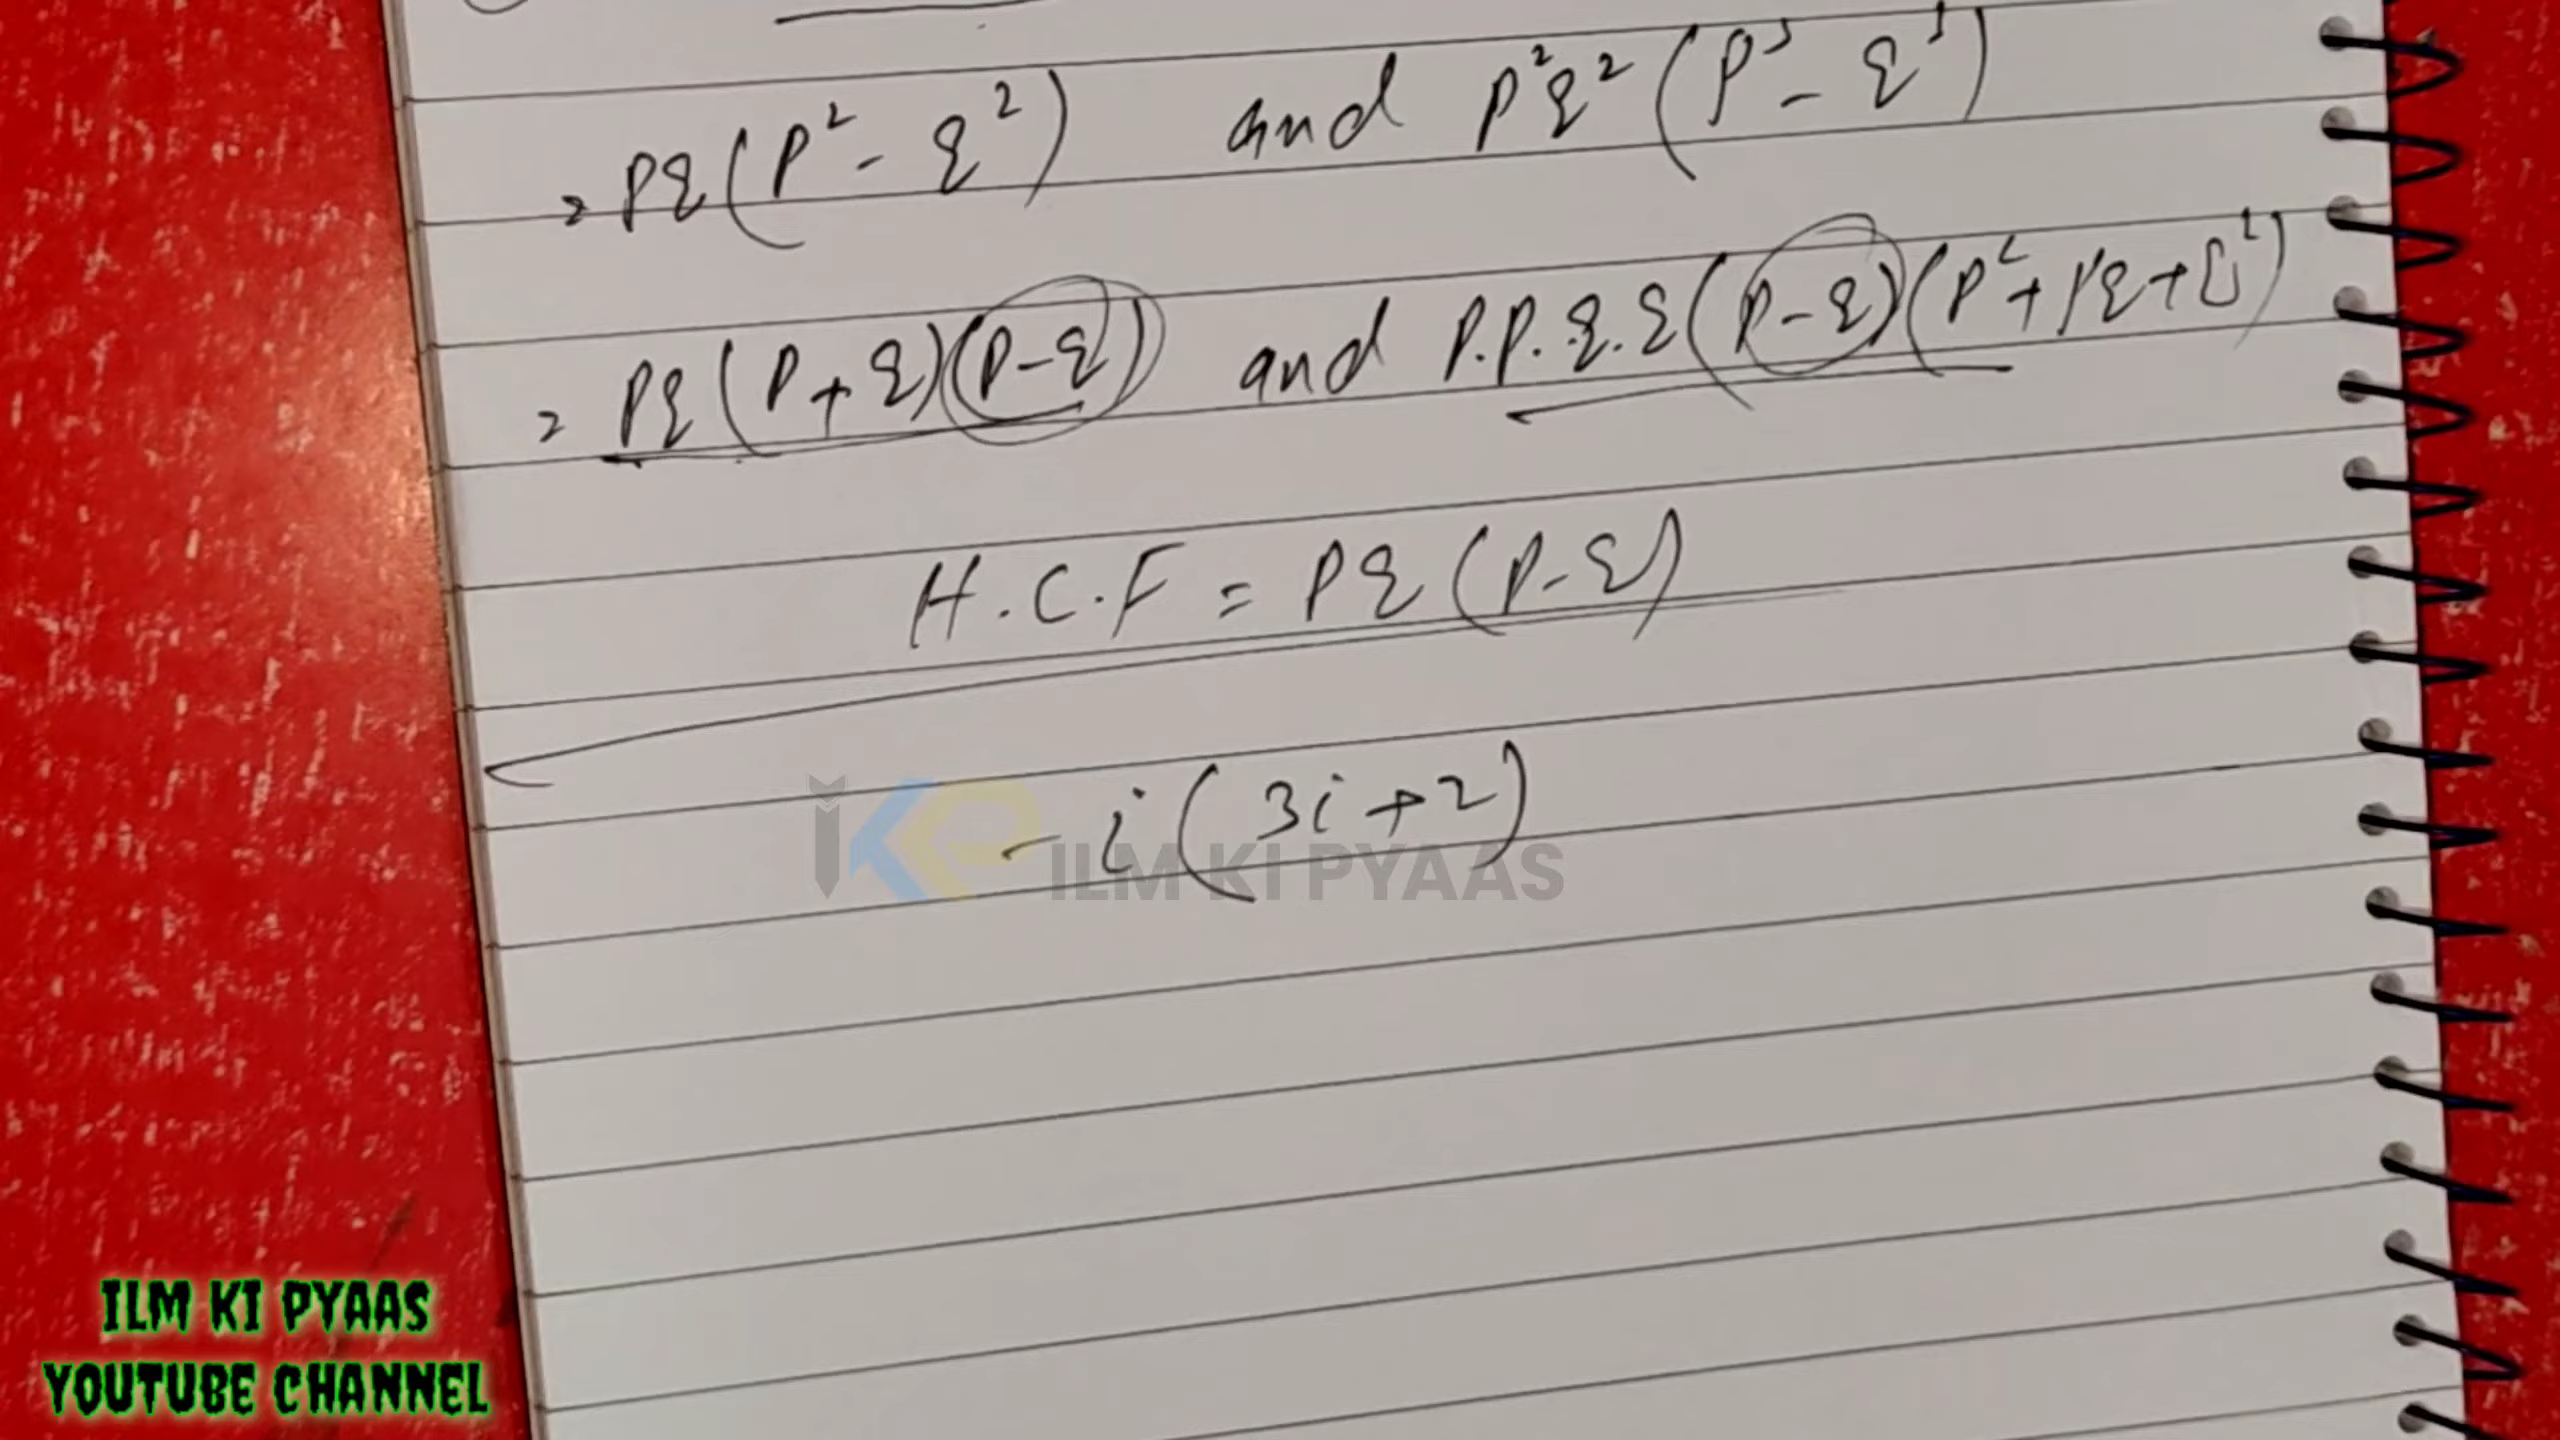 = Pq (P² - q²) and P²q² (P³ - q³)
= Pq (P + q)(P - q) and P.P.q.q (P - q)(P² + Pq + q²)
H.C.F = Pq (P - q)
- i (3i + 2)
ILM KI PYAAS
ILM KI PYAAS
YOUTUBE CHANNEL